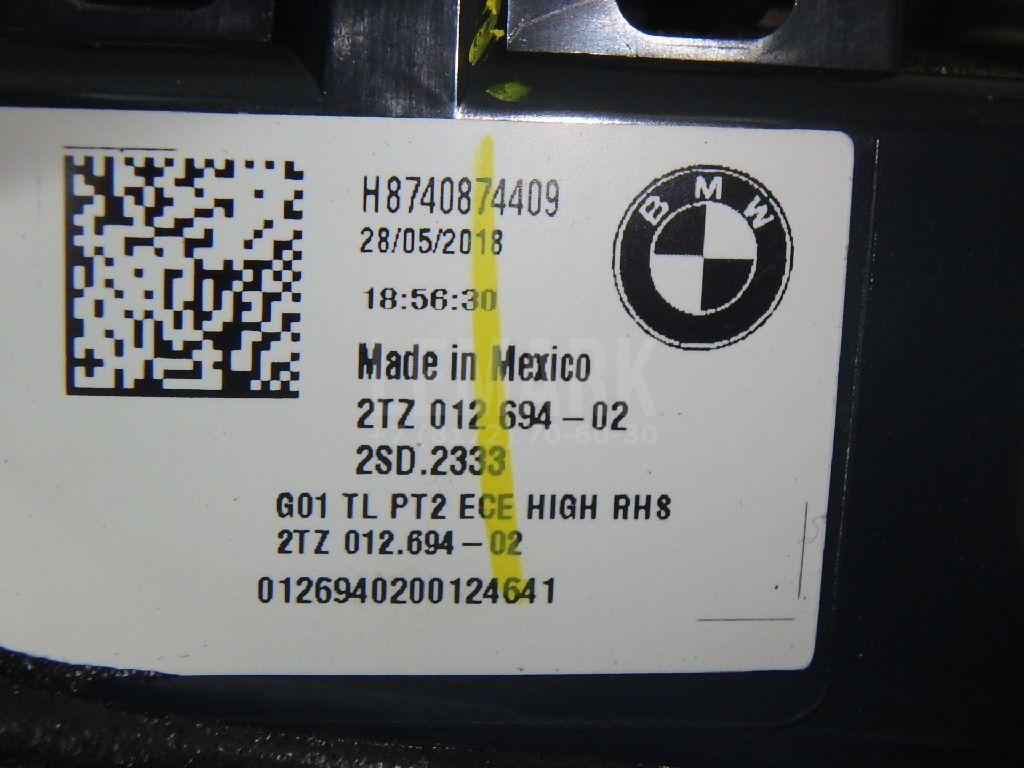 H8740874409
28/05/2018
BMW
18:56:30
Made in Mexico
2TZ 012 694-02
2SD.2333
G01 TL PT2 ECE HIGH RH8
2TZ 012.694-02
0126940200124641